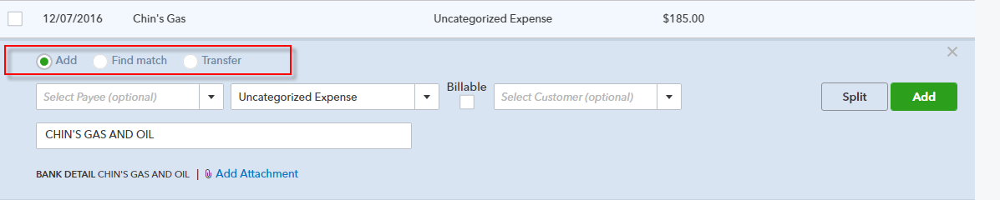 12/07/2016 Chin's Gas Uncategorized Expense $185.00
Add Find match Transfer
Billable
Select Payee (optional) Uncategorized Expense Select Customer (optional) Split Add
CHIN'S GAS AND OIL
BANK DETAIL CHIN'S GAS AND OIL | Add Attachment